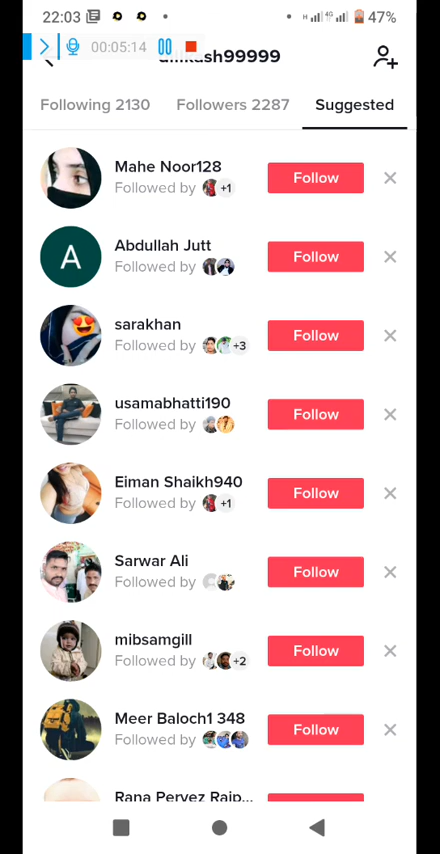 22:03 H 4G 47%
00:05:14
Following 2130 Followers 2287 Suggested
Mahe Noor128
Followed by +1 Follow
Abdullah Jutt
A Followed by Follow
sarakhan
Followed by +3 Follow
usamabhatti190
Followed by Follow
Eiman Shaikh940
Followed by +1 Follow
Sarwar Ali
Followed by Follow
mibsamgill
Followed by +2 Follow
Meer Baloch1 348
Followed by Follow
Rana Pervez Rajp...